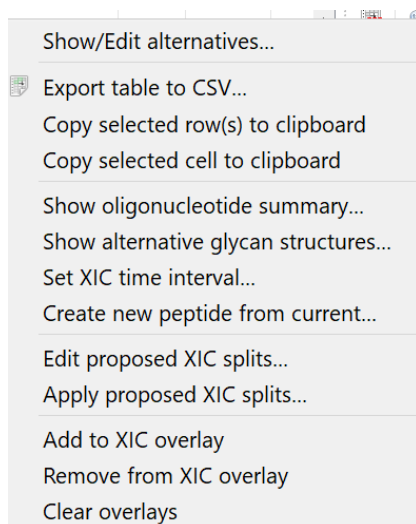 Show/Edit alternatives...
Export table to CSV...
Copy selected row(s) to clipboard
Copy selected cell to clipboard
Show oligonucleotide summary...
Show alternative glycan structures...
Set XIC time interval...
Create new peptide from current...
Edit proposed XIC splits...
Apply proposed XIC splits...
Add to XIC overlay
Remove from XIC overlay
Clear overlays